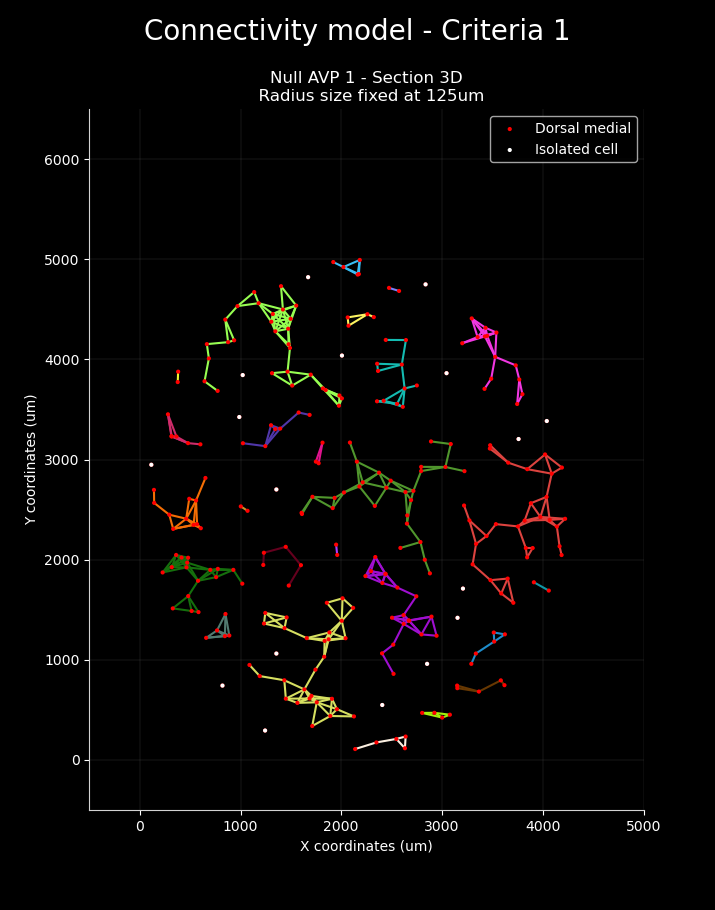 Connectivity model - Criteria 1
Null AVP 1 - Section 3D
Radius size fixed at 125um
Dorsal medial
Isolated cell
6000
5000
4000
3000
2000
1000
0
Y coordinates (um)
0 1000 2000 3000 4000 5000
X coordinates (um)